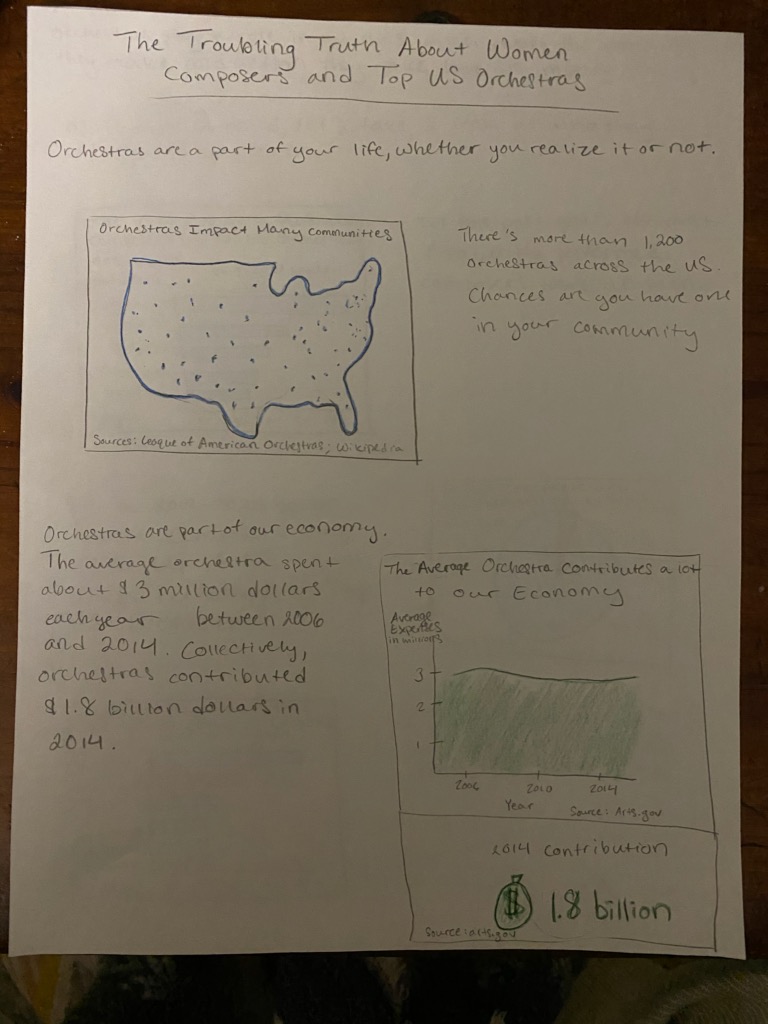 The Troubling Truth About Women
Composers and Top US Orchestras
Orchestras are a part of your life, whether you realize it or not.
Orchestras Impact Many Communities
Sources: League of American Orchestras; Wikipedia
There's more than 1,200
orchestras across the US.
Chances are you have one
in your community
Orchestras are part of our economy.
The average orchestra spent
about $3 million dollars
each year between 2006
and 2014. Collectively,
orchestras contributed
$1.8 billion dollars in
2014.
The Average Orchestra Contributes a lot
to our Economy
Average
Expenses
in millions
3
2
1
2006 2010 2014
Year
Source: Arts.gov
2014 contribution
$ 1.8 billion
Source: arts.gov